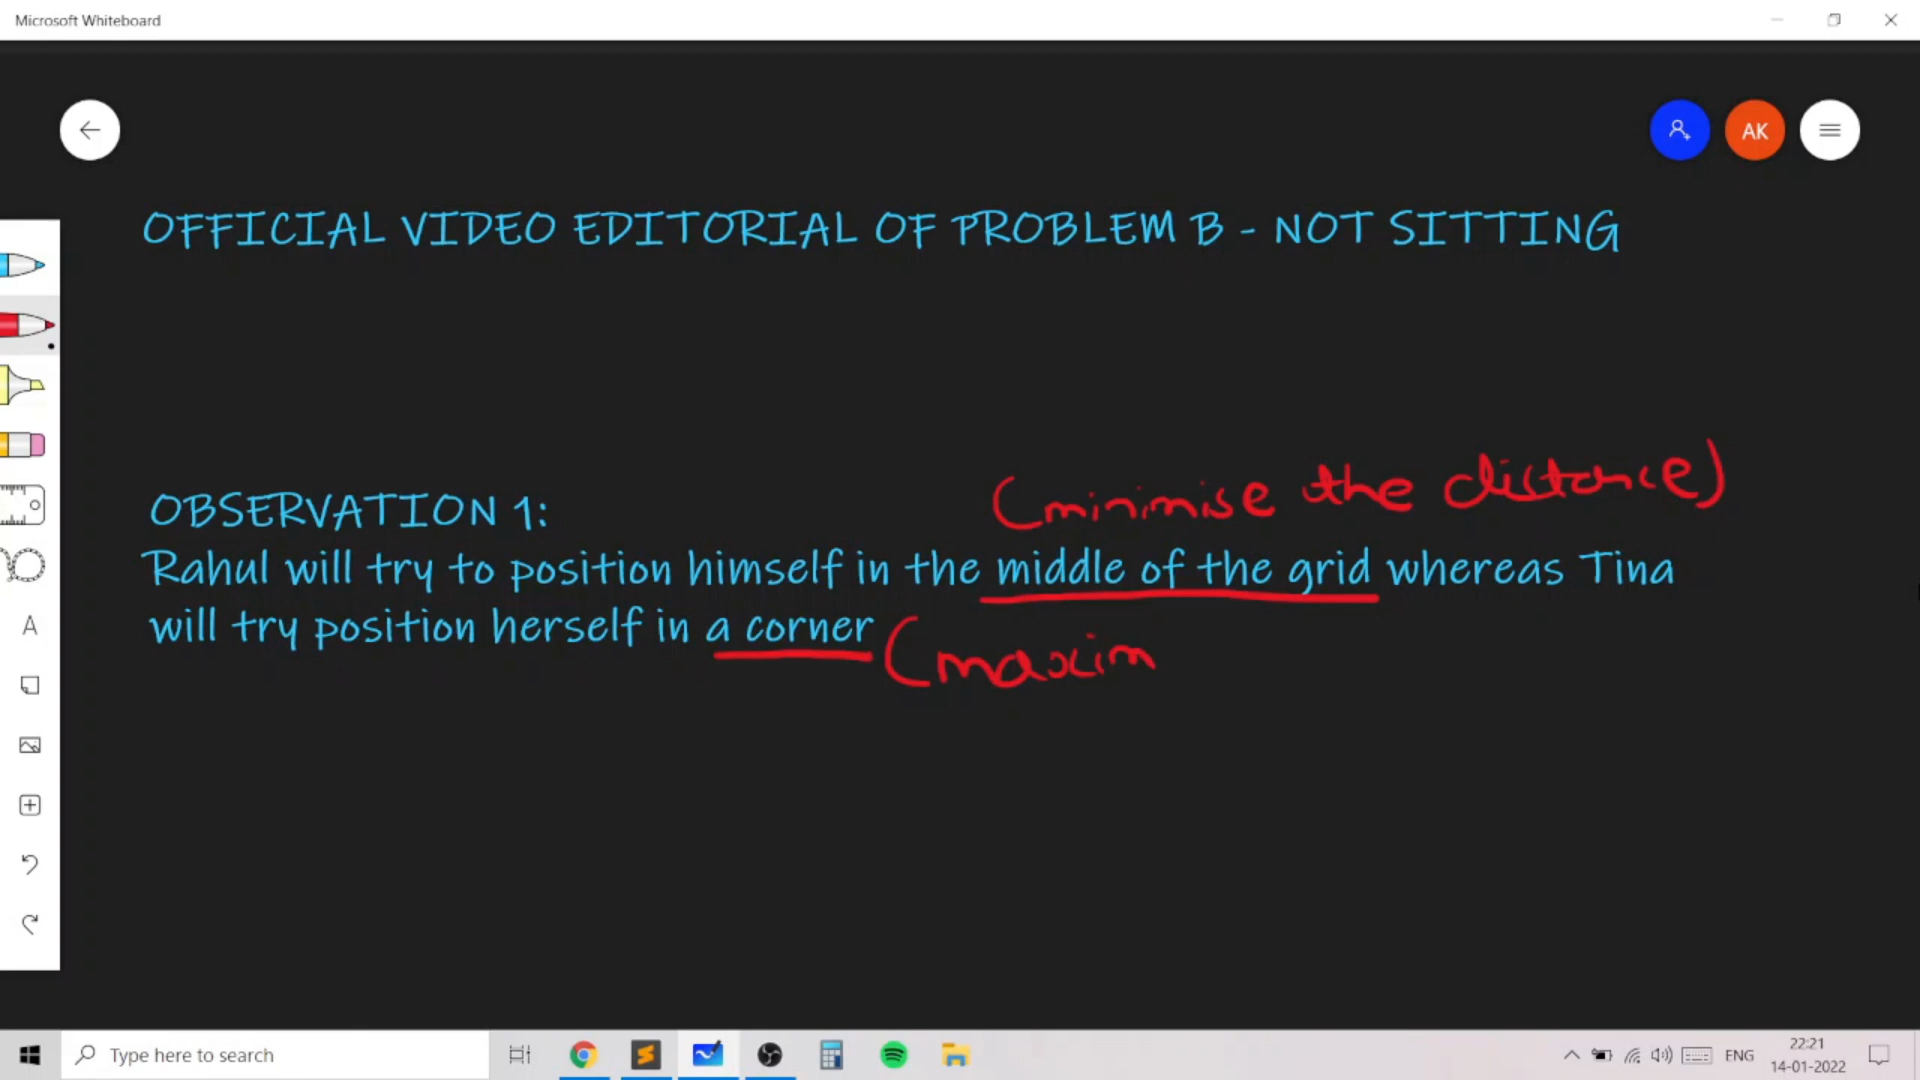 Microsoft Whiteboard
AK
OFFICIAL VIDEO EDITORIAL OF PROBLEM B - NOT SITTING
(minimise the distance)
OBSERVATION 1:
Rahul will try to position himself in the middle of the grid whereas Tina
will try position herself in a corner
(maxim
A
Type here to search
ENG
22:21
14-01-2022